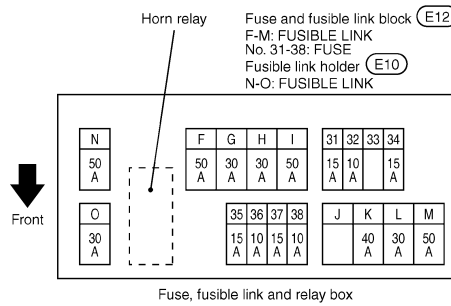 Horn relay
Fuse and fusible link block E12
F-M: FUSIBLE LINK
No. 31-38: FUSE
Fusible link holder E10
N-O: FUSIBLE LINK
N F G H I 31 32 33 34
50 A 50 A 30 A 30 A 50 A 15 A 10 A 15 A
Front
O 35 36 37 38 J K L M
30 A 15 A 10 A 15 A 10 A 40 A 30 A 50 A
Fuse, fusible link and relay box